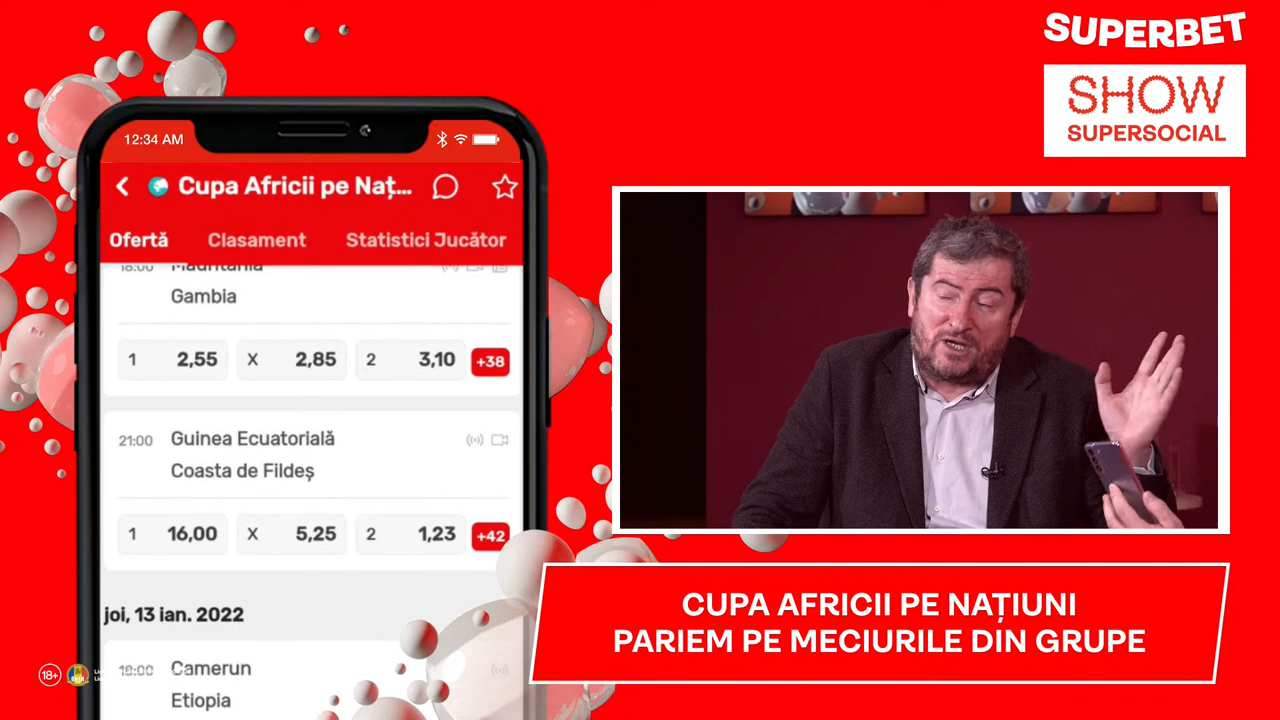 SUPERBET
SHOW
SUPERSOCIAL
12:34 AM
Cupa Africii pe Naț...
Ofertă Clasament Statistici Jucător
18:00 Mauritania
Gambia
1 2,55 X 2,85 2 3,10 +38
21:00 Guinea Ecuatorială
Coasta de Fildeș
1 16,00 X 5,25 2 1,23 +42
joi, 13 ian. 2022
18:00 Camerun
Etiopia
18+
CUPA AFRICII PE NAȚIUNI
PARIEM PE MECIURILE DIN GRUPE